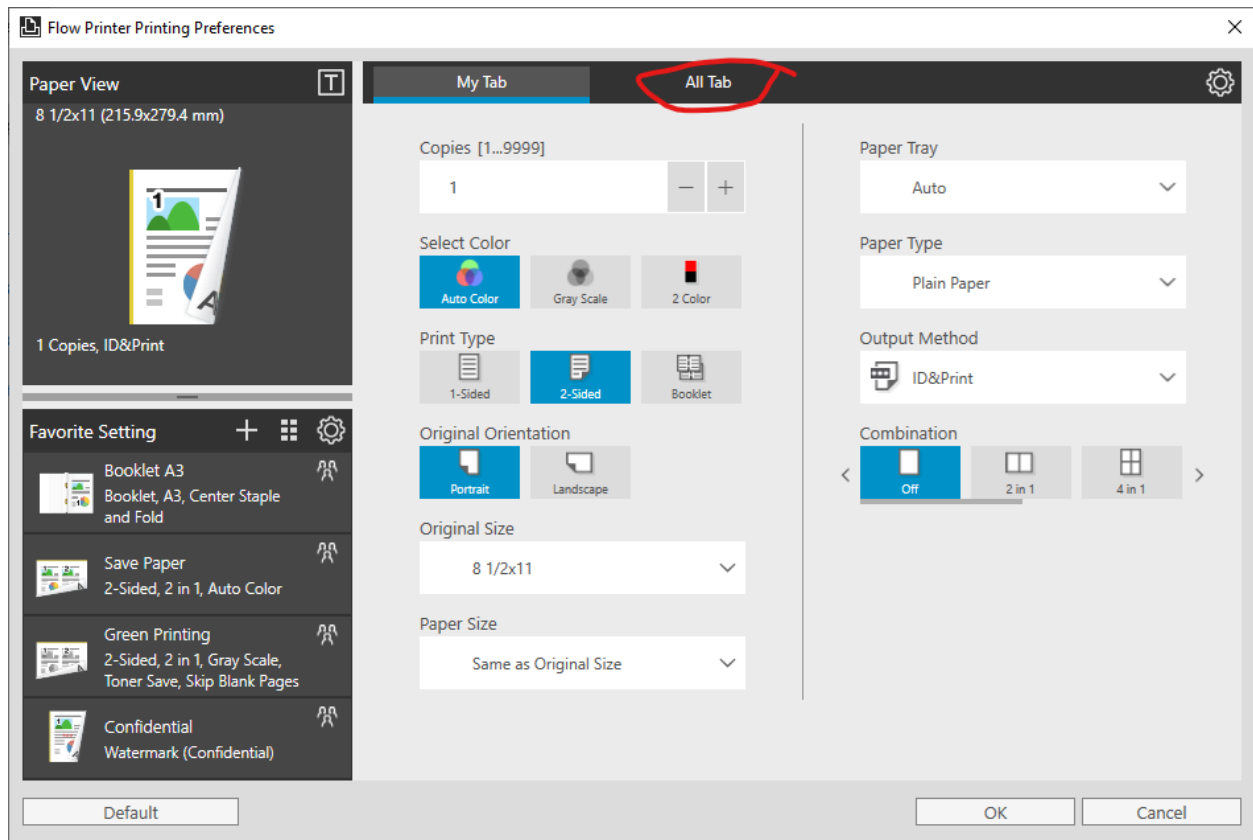 Flow Printer Printing Preferences
Paper View
T
8 1/2x11 (215.9x279.4 mm)
1
A
1 Copies, ID&Print
Favorite Setting
Booklet A3
Booklet, A3, Center Staple
and Fold
Save Paper
2-Sided, 2 in 1, Auto Color
Green Printing
2-Sided, 2 in 1, Gray Scale,
Toner Save, Skip Blank Pages
Confidential
Watermark (Confidential)
My Tab
All Tab
Copies [1...9999]
1
Select Color
Auto Color
Gray Scale
2 Color
Print Type
1-Sided
2-Sided
Booklet
Original Orientation
Portrait
Landscape
Original Size
8 1/2x11
Paper Size
Same as Original Size
Paper Tray
Auto
Paper Type
Plain Paper
Output Method
ID&Print
Combination
Off
2 in 1
4 in 1
Default
OK
Cancel